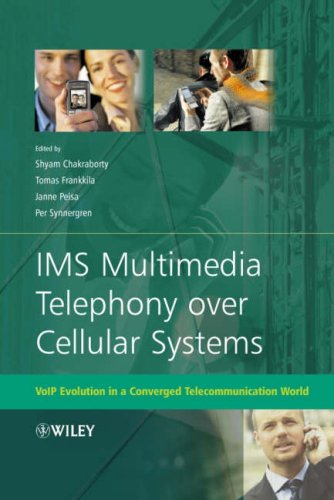 Edited by
Shyam Chakraborty
Tomas Frankkila
Janne Peisa
Per Synnergren
IMS Multimedia
Telephony over
Cellular Systems
VoIP Evolution in a Converged Telecommunication World
WILEY